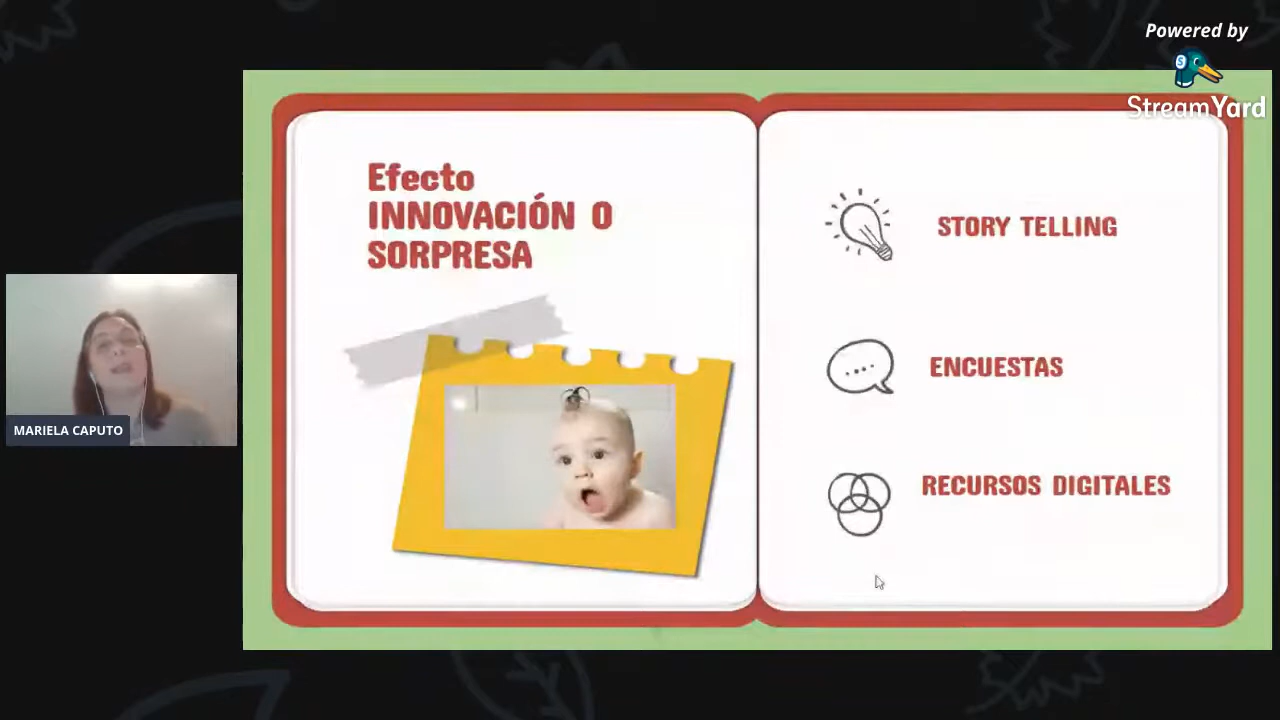 Powered by
StreamYard
Efecto
INNOVACIÓN O
SORPRESA
STORY TELLING
ENCUESTAS
RECURSOS DIGITALES
MARIELA CAPUTO